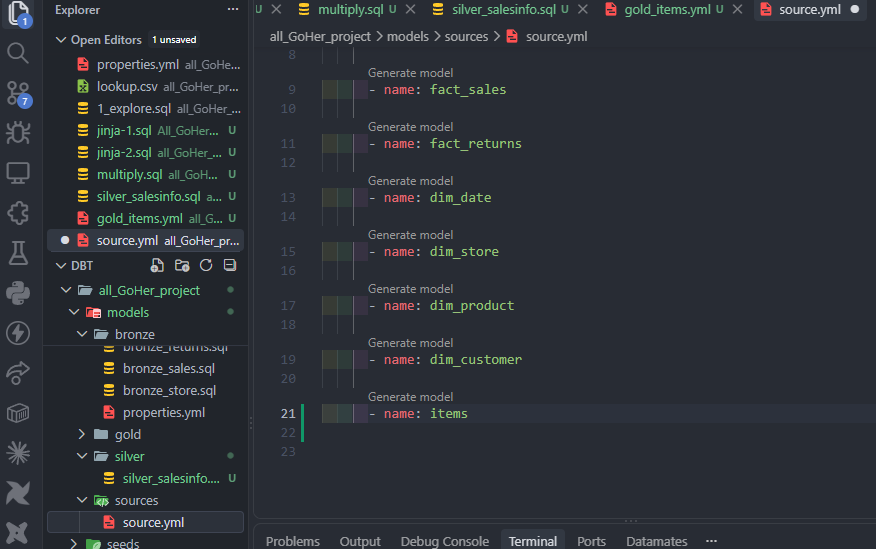 1
7
Explorer
Open Editors 1 unsaved
properties.yml all_GoHe...
lookup.csv all_GoHer_pr...
1_explore.sql all_GoHer_...
jinja-1.sql All_GoHer... U
jinja-2.sql all_GoHer_... U
multiply.sql all_GoH... U
silver_salesinfo.sql a... U
gold_items.yml all_G... U
source.yml all_GoHer_pr...
DBT
all_GoHer_project
models
bronze
bronze_returns.sql
bronze_sales.sql
bronze_store.sql
properties.yml
gold
silver
silver_salesinfo.... U
sources
source.yml
seeds
U multiply.sql U silver_salesinfo.sql U gold_items.yml U source.yml
all_GoHer_project > models > sources > source.yml
8
Generate model
9 - name: fact_sales
10
Generate model
11 - name: fact_returns
12
Generate model
13 - name: dim_date
14
Generate model
15 - name: dim_store
16
Generate model
17 - name: dim_product
18
Generate model
19 - name: dim_customer
20
Generate model
21 - name: items
22
23
Problems Output Debug Console Terminal Ports Datamates ...